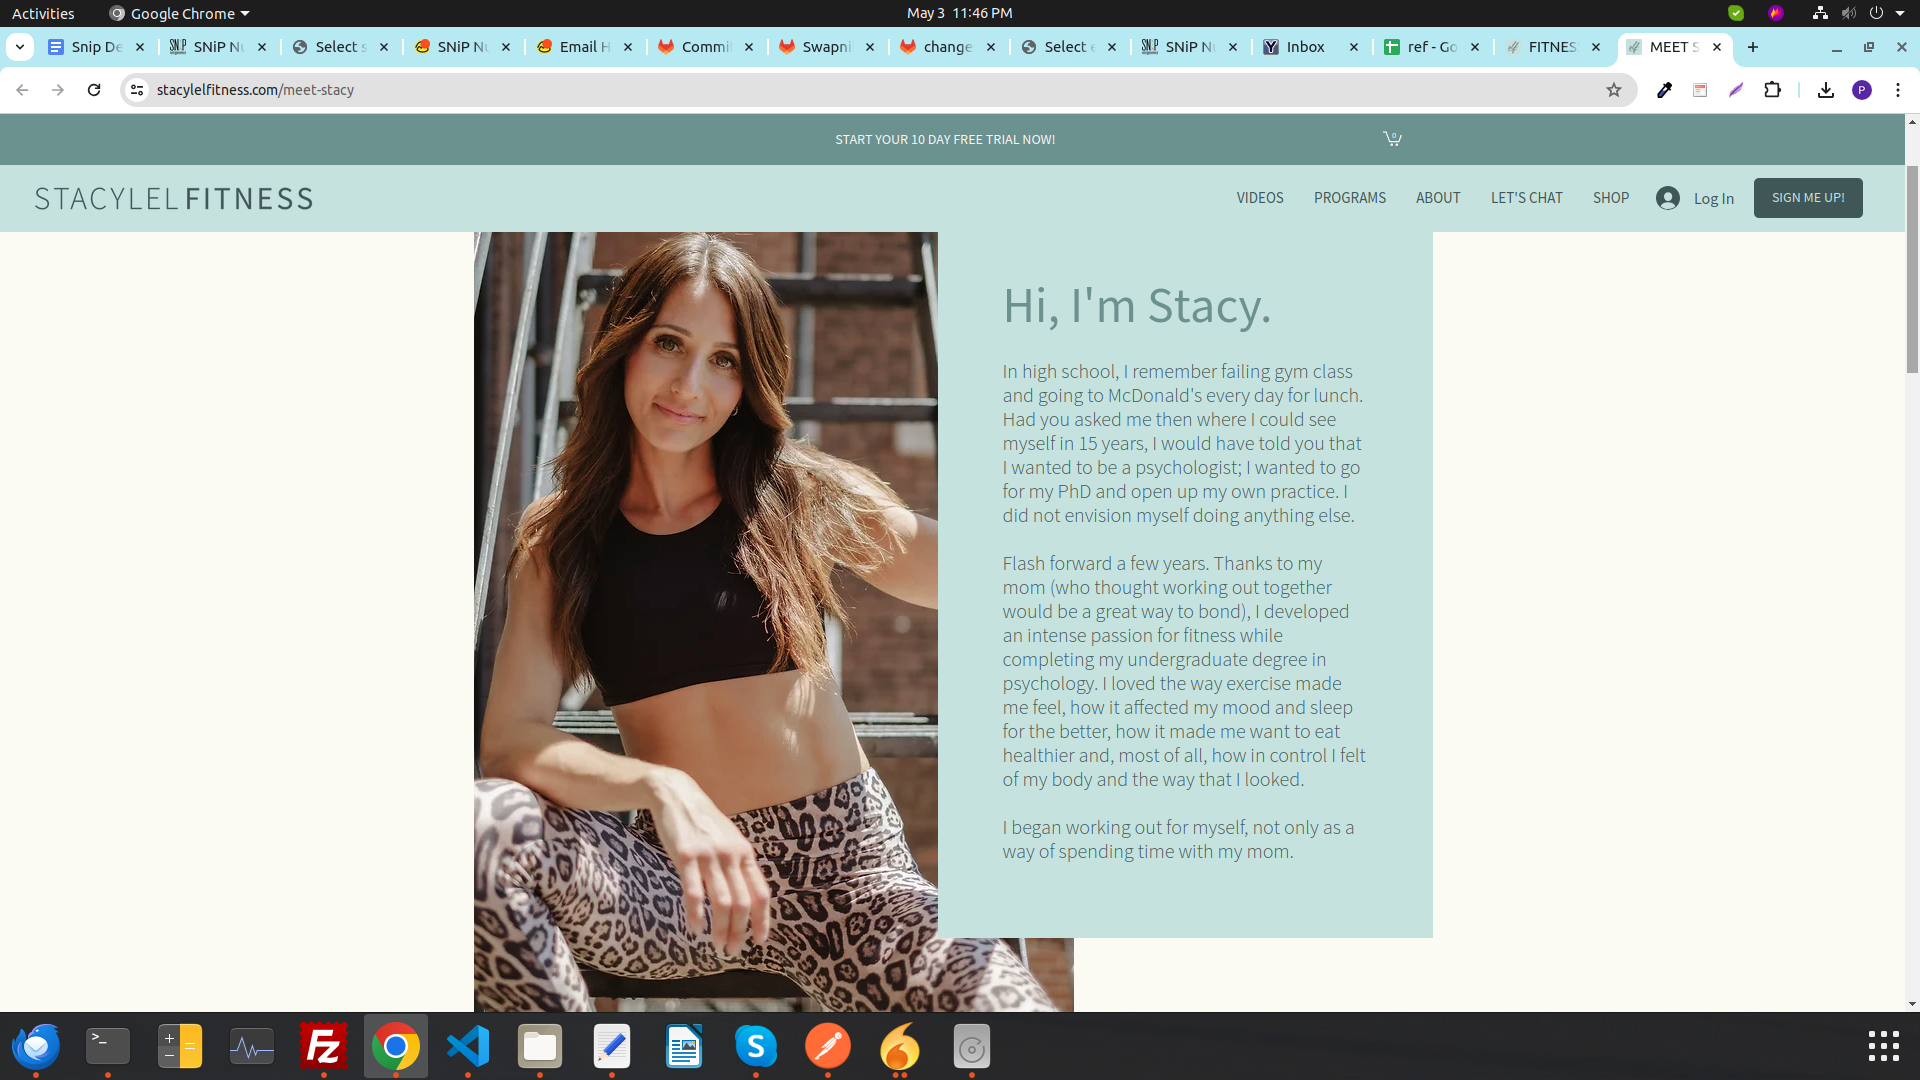 Activities
Google Chrome
May 3 11:46 PM
Snip De
SNiP Nu
Select s
SNiP Nu
Email H
Commit
Swapni
change
Select e
SNiP Nu
Inbox
ref - Go
FITNES
MEET S
stacylelfitness.com/meet-stacy
P
START YOUR 10 DAY FREE TRIAL NOW!
0
STACYLELFITNESS
VIDEOS
PROGRAMS
ABOUT
LET'S CHAT
SHOP
Log In
SIGN ME UP!
Hi, I'm Stacy.
In high school, I remember failing gym class
and going to McDonald's every day for lunch.
Had you asked me then where I could see
myself in 15 years, I would have told you that
I wanted to be a psychologist; I wanted to go
for my PhD and open up my own practice. I
did not envision myself doing anything else.
Flash forward a few years. Thanks to my
mom (who thought working out together
would be a great way to bond), I developed
an intense passion for fitness while
completing my undergraduate degree in
psychology. I loved the way exercise made
me feel, how it affected my mood and sleep
for the better, how it made me want to eat
healthier and, most of all, how in control I felt
of my body and the way that I looked.
I began working out for myself, not only as a
way of spending time with my mom.